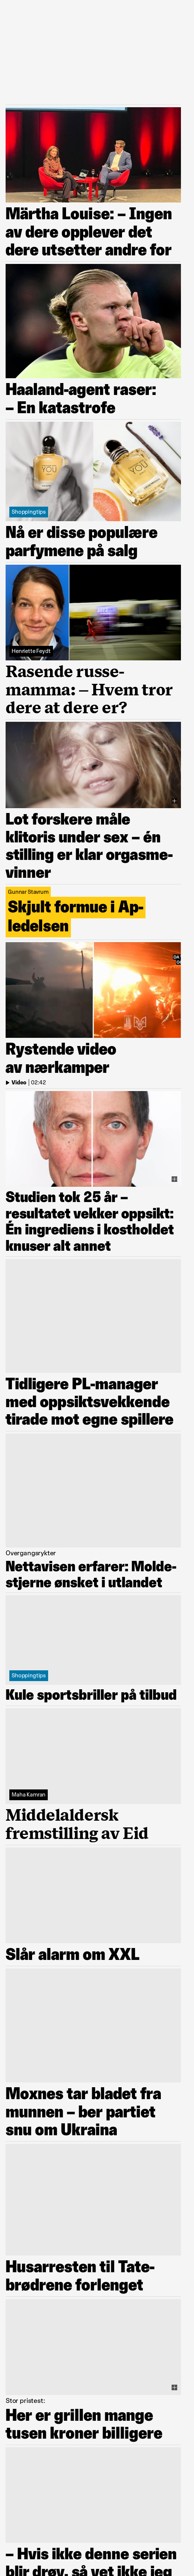 Märtha Louise: – Ingen
av dere opplever det
dere utsetter andre for
Haaland-agent raser:
– En katastrofe
YOU
YOU
Shoppingtips
Nå er disse populære
parfymene på salg
Henriette Feydt
Rasende russe-
mamma: – Hvem tror
dere at dere er?
Lot forskere måle
klitoris under sex – én
stilling er klar orgasme-
vinner
Gunnar Stavrum
Skjult formue i Ap-
ledelsen
Rystende video
av nærkamper
Video | 02:42
Studien tok 25 år –
resultatet vekker oppsikt:
Én ingrediens i kostholdet
knuser alt annet
Tidligere PL-manager
med oppsiktsvekkende
tirade mot egne spillere
Overgangsrykter
Nettavisen erfarer: Molde-
stjerne ønsket i utlandet
Shoppingtips
Kule sportsbriller på tilbud
Maha Kamran
Middelaldersk
fremstilling av Eid
Slår alarm om XXL
Moxnes tar bladet fra
munnen – ber partiet
snu om Ukraina
Husarresten til Tate-
brødrene forlenget
Stor pristest:
Her er grillen mange
tusen kroner billigere
– Hvis ikke denne serien
blir drøy, så vet ikke jeg